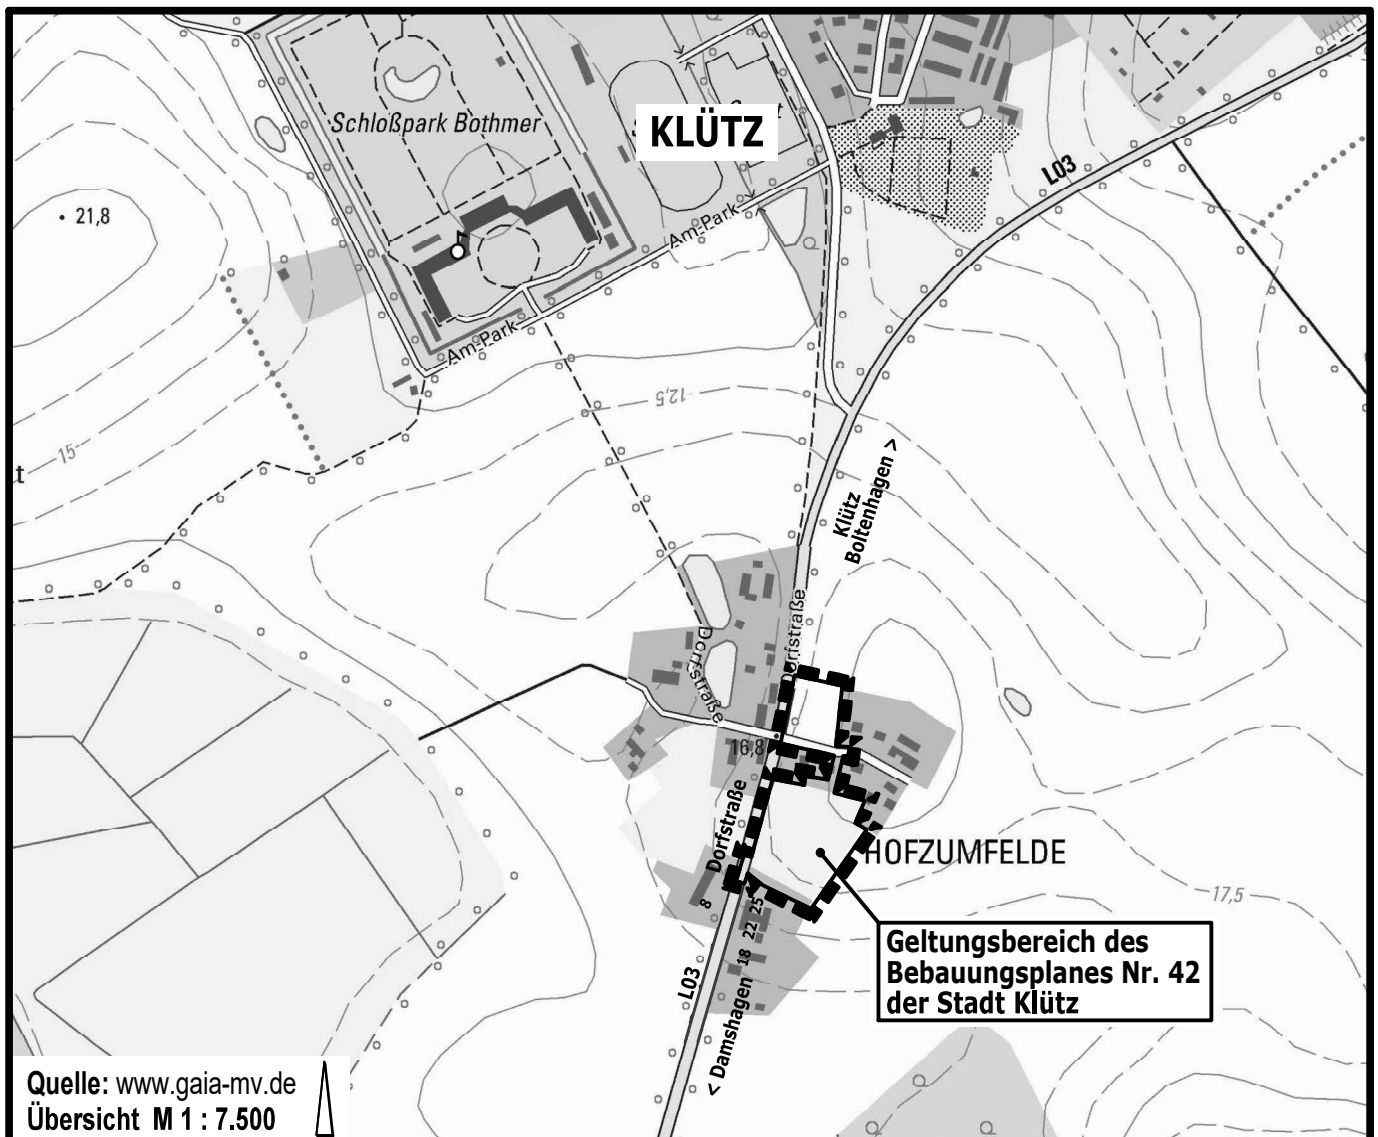 KLÜTZ
Schloßpark Bothmer
21,8
L03
Am-Park
Am-Park
12,5
15
t
Klütz
Boltenhagen >
Dorfstraße
Dorfstraße
16,8
Dorfstraße
HOFZUMFELDE
17,5
8
25
22
18
L03
< Damshagen
Geltungsbereich des
Bebauungsplanes Nr. 42
der Stadt Klütz
Quelle: www.gaia-mv.de
Übersicht M 1 : 7.500